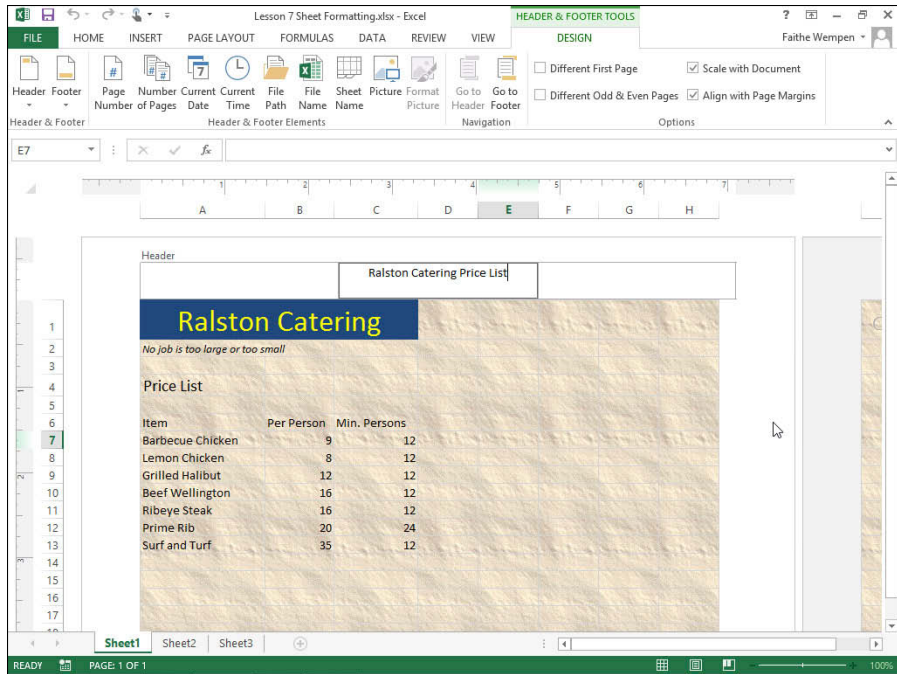 Lesson 7 Sheet Formatting.xlsx - Excel
HEADER & FOOTER TOOLS
?
FILE HOME INSERT PAGE LAYOUT FORMULAS DATA REVIEW VIEW DESIGN Faithe Wempen
Header Footer Page Number Number of Pages Current Date Current Time File Path File Name Sheet Name Picture Format Picture Go to Header Go to Footer
Different First Page Scale with Document
Different Odd & Even Pages Align with Page Margins
Header & Footer Header & Footer Elements Navigation Options
E7 fx
1 2 3 4 5 6 7
A B C D E F G H
Header
Ralston Catering Price List
1 Ralston Catering
2 No job is too large or too small
3
4 Price List
5
6 Item Per Person Min. Persons
7 Barbecue Chicken 9 12
8 Lemon Chicken 8 12
9 Grilled Halibut 12 12
10 Beef Wellington 16 12
11 Ribeye Steak 16 12
12 Prime Rib 20 24
13 Surf and Turf 35 12
14
15
16
17
Sheet1 Sheet2 Sheet3
READY PAGE: 1 OF 1 100%